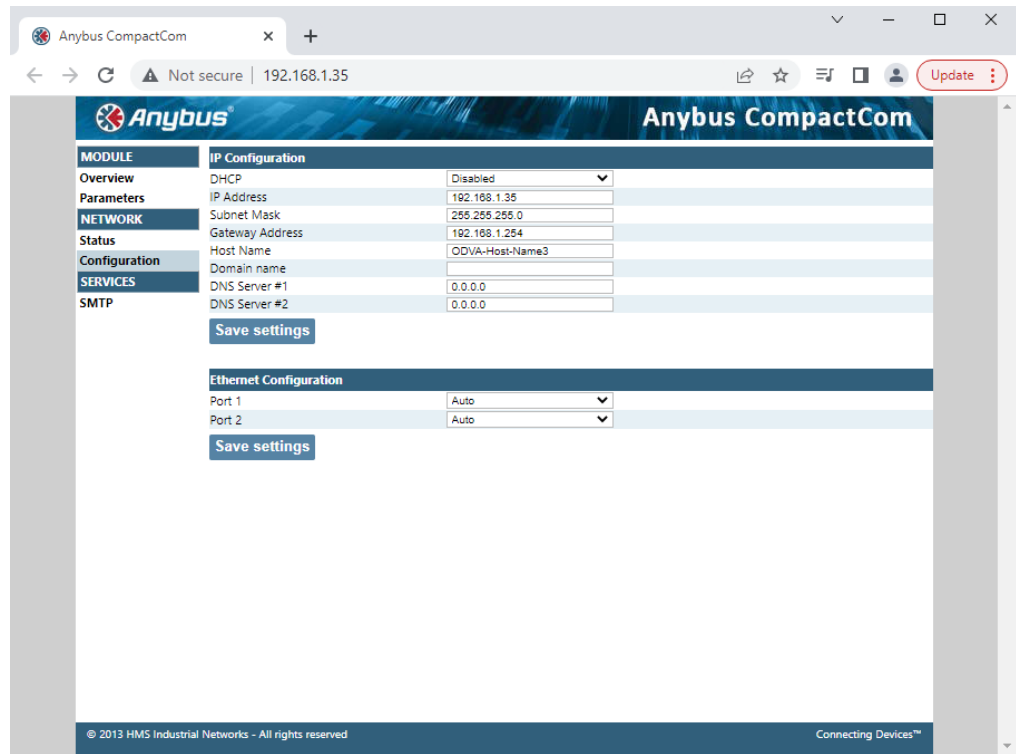 Anybus CompactCom
Not secure 192.168.1.35
Update
Anybus®
Anybus CompactCom
MODULE
Overview
Parameters
NETWORK
Status
Configuration
SERVICES
SMTP
IP Configuration
DHCP Disabled
IP Address 192.168.1.35
Subnet Mask 255.255.255.0
Gateway Address 192.168.1.254
Host Name ODVA-Host-Name3
Domain name
DNS Server #1 0.0.0.0
DNS Server #2 0.0.0.0
Save settings
Ethernet Configuration
Port 1 Auto
Port 2 Auto
Save settings
© 2013 HMS Industrial Networks - All rights reserved
Connecting Devices™